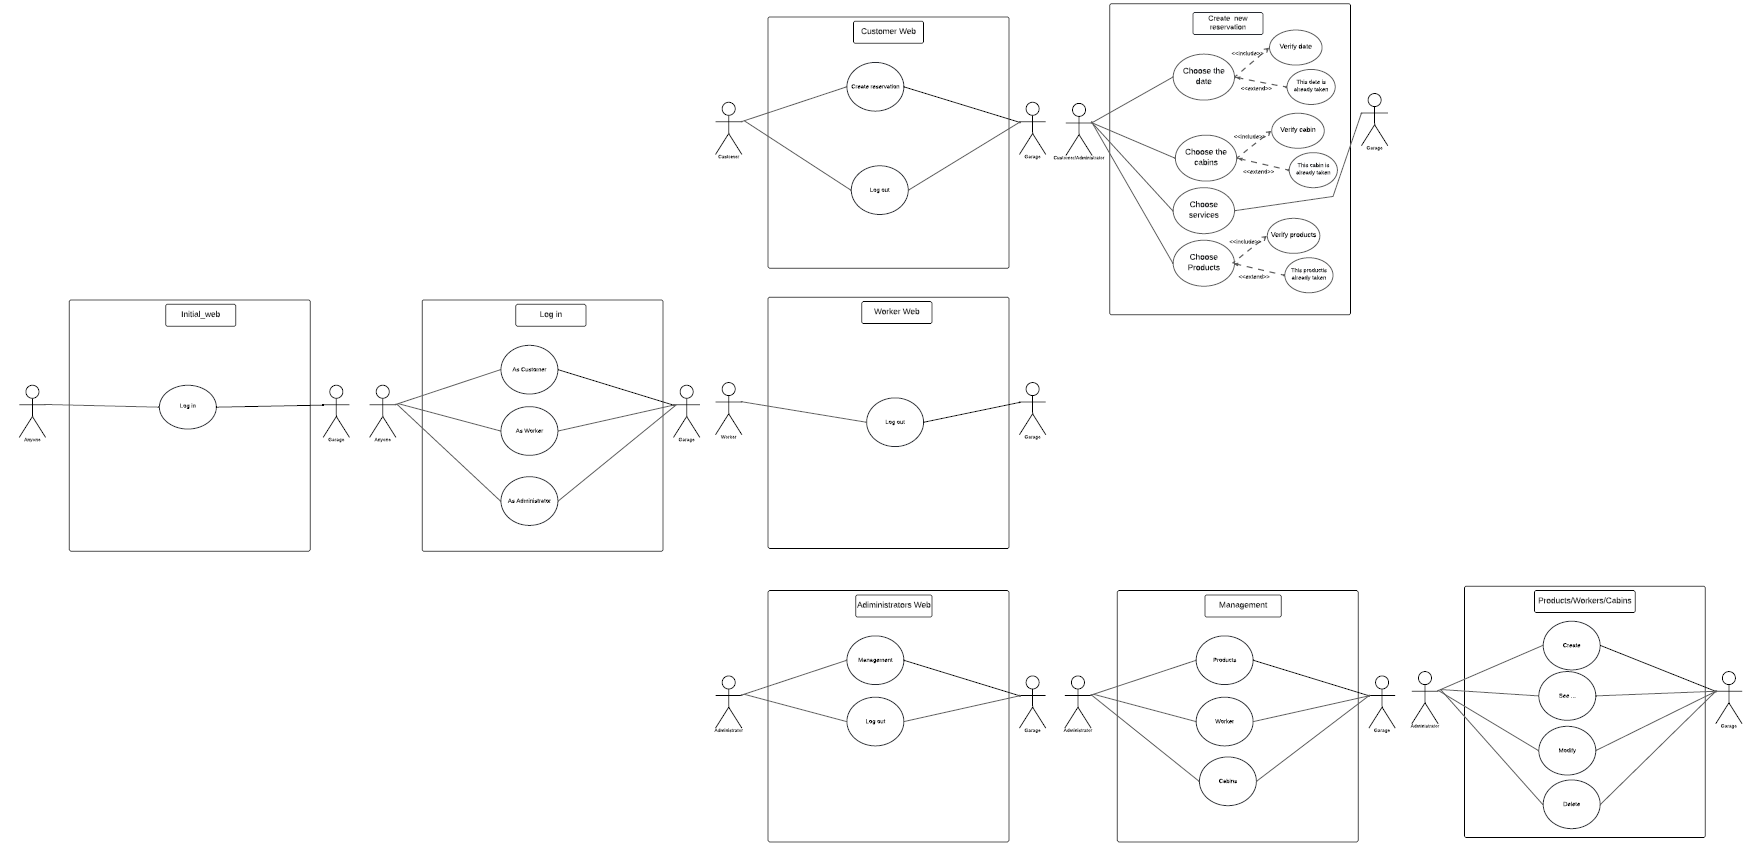 Customer Web
Create reservation
Log out
Customer
Garage
Create new
reservation
Choose the
date
<<include>>
Verify date
<<extend>>
This date is
already taken
Choose the
cabins
<<include>>
Verify cabin
<<extend>>
This cabin is
already taken
Choose
services
Choose
Products
<<include>>
Verify products
<<extend>>
This products
already taken
Customer/Administrator
Garage
Initial_web
Log in
Garage
Log in
As Customer
As Worker
As Administrator
Garage
Worker Web
Log out
Worker
Garage
Adiministrators Web
Management
Log out
Administrator
Garage
Management
Products
Worker
Cabins
Administrator
Garage
Products/Workers/Cabins
Create
See ...
Modify
Delete
Administrator
Garage